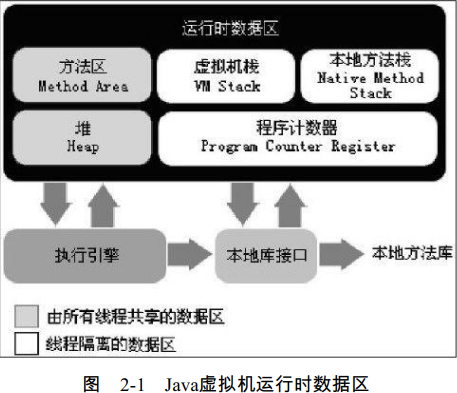 运行时数据区
方法区
Method Area
虚拟机栈
VM Stack
本地方法栈
Native Method
Stack
堆
Heap
程序计数器
Program Counter Register
执行引擎
本地库接口
本地方法库
由所有线程共享的数据区
线程隔离的数据区
图 2-1 Java虚拟机运行时数据区